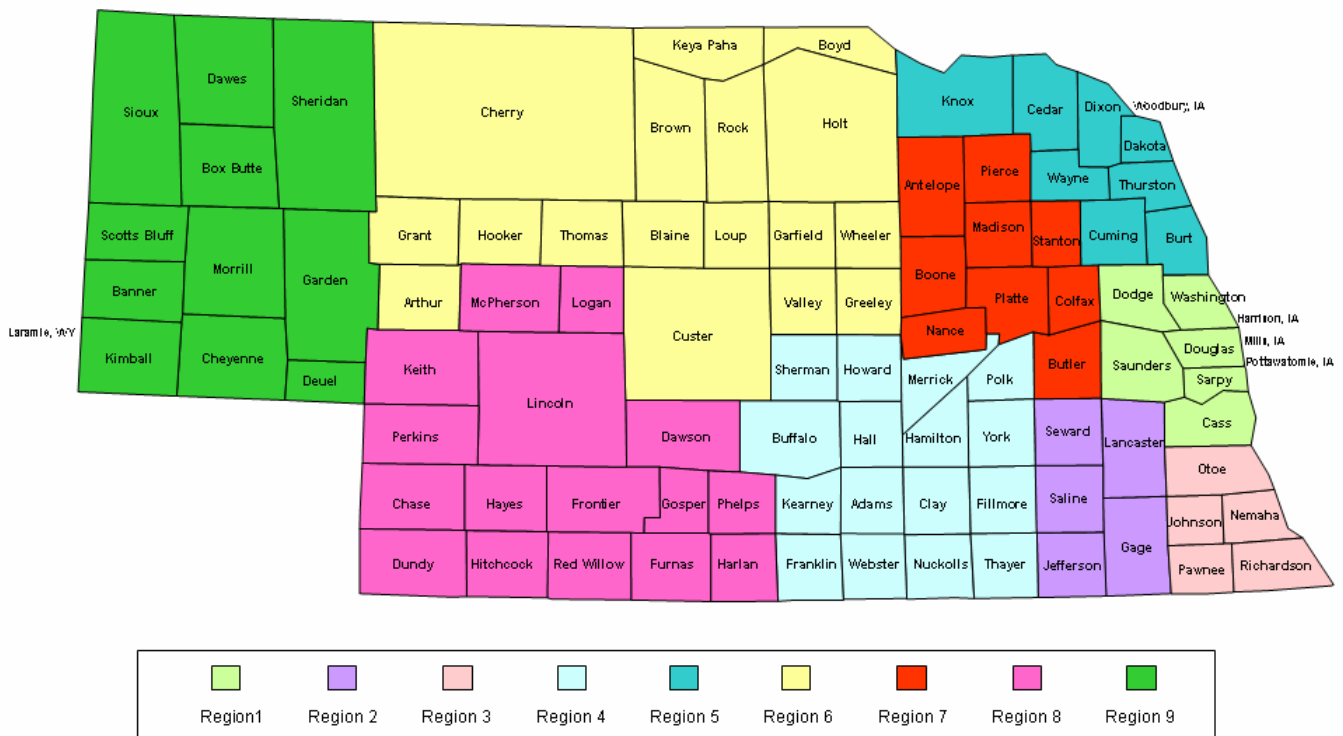 Keya Paha
Boyd
Dawes
Sheridan
Sioux
Cherry
Knox
Cedar
Dixon
Woodbury, IA
Brown
Rock
Holt
Dakota
Box Butte
Antelope
Pierce
Wayne
Thurston
Scotts Bluff
Grant
Hooker
Thomas
Blaine
Loup
Garfield
Wheeler
Madison
Stanton
Cuming
Burt
Morrill
Garden
Boone
Banner
Arthur
McPherson
Logan
Valley
Greeley
Platte
Colfax
Dodge
Washington
Harrison, IA
Laramie, WY
Kimball
Cheyenne
Custer
Nance
Mills, IA
Douglas
Pottawatomie, IA
Deuel
Keith
Sherman
Howard
Merrick
Polk
Butler
Saunders
Sarpy
Lincoln
Perkins
Dawson
Buffalo
Hall
Hamilton
York
Seward
Lancaster
Cass
Otoe
Chase
Hayes
Frontier
Gosper
Phelps
Kearney
Adams
Clay
Fillmore
Saline
Johnson
Nemaha
Gage
Dundy
Hitchcock
Red Willow
Furnas
Harlan
Franklin
Webster
Nuckolls
Thayer
Jefferson
Pawnee
Richardson
Region1
Region 2
Region 3
Region 4
Region 5
Region 6
Region 7
Region 8
Region 9